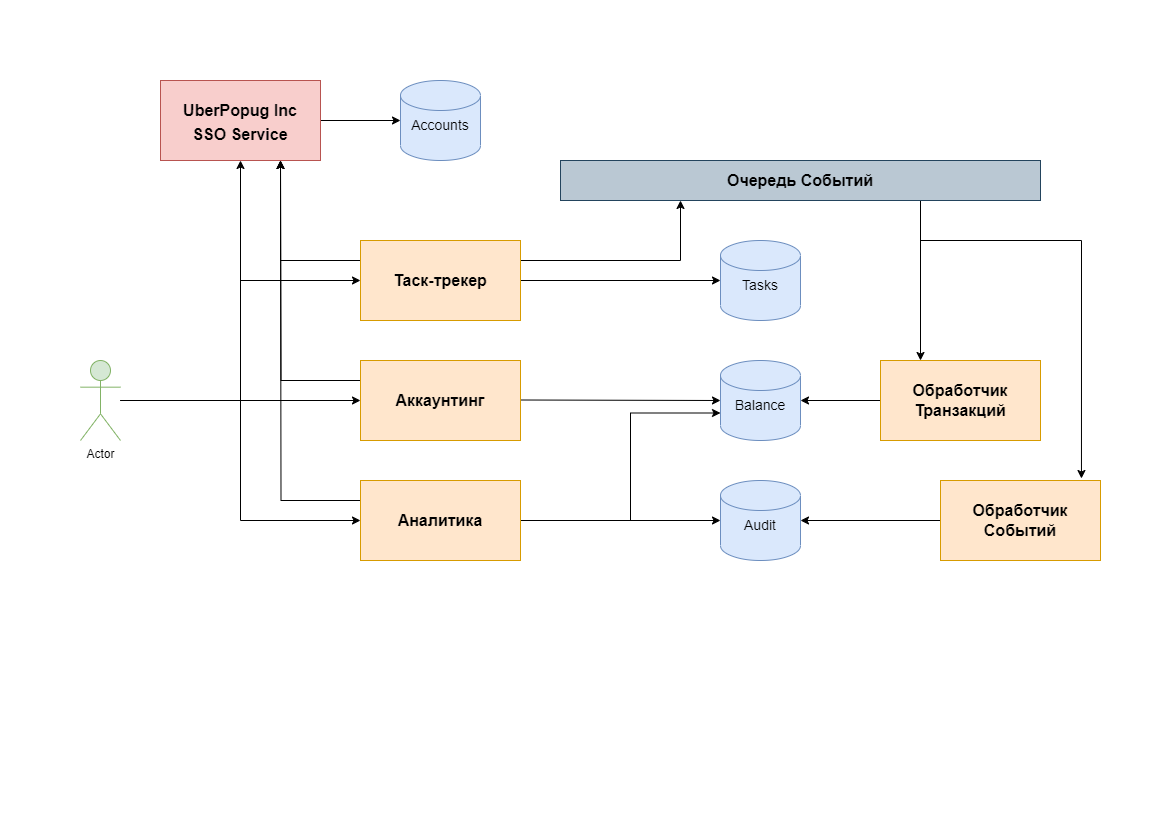 UberPopug Inc
SSO Service
Accounts
Очередь Событий
Таск-трекер
Tasks
Аккаунтинг
Balance
Обработчик
Транзакций
Actor
Аналитика
Audit
Обработчик
Событий